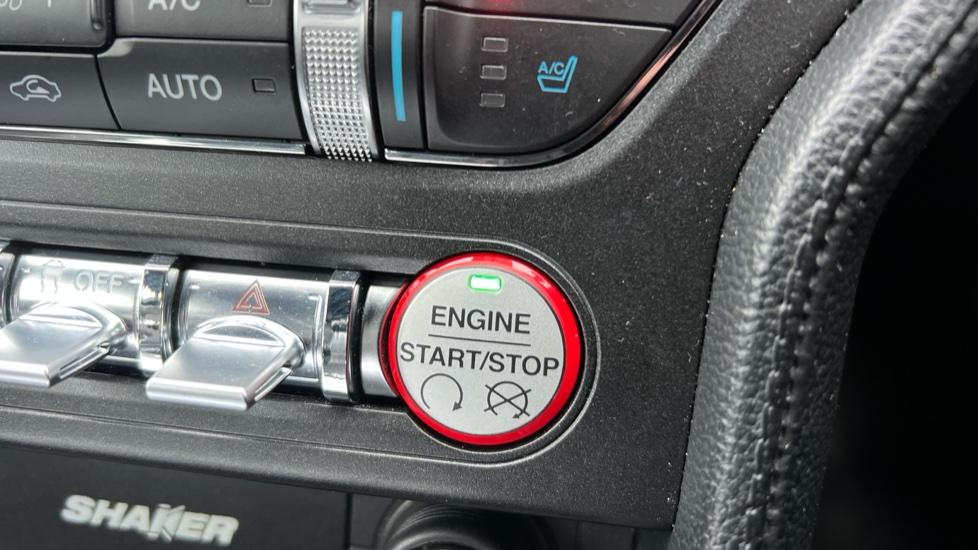 A/C
AUTO
A/C
OFF
ENGINE
START/STOP
SHAKER